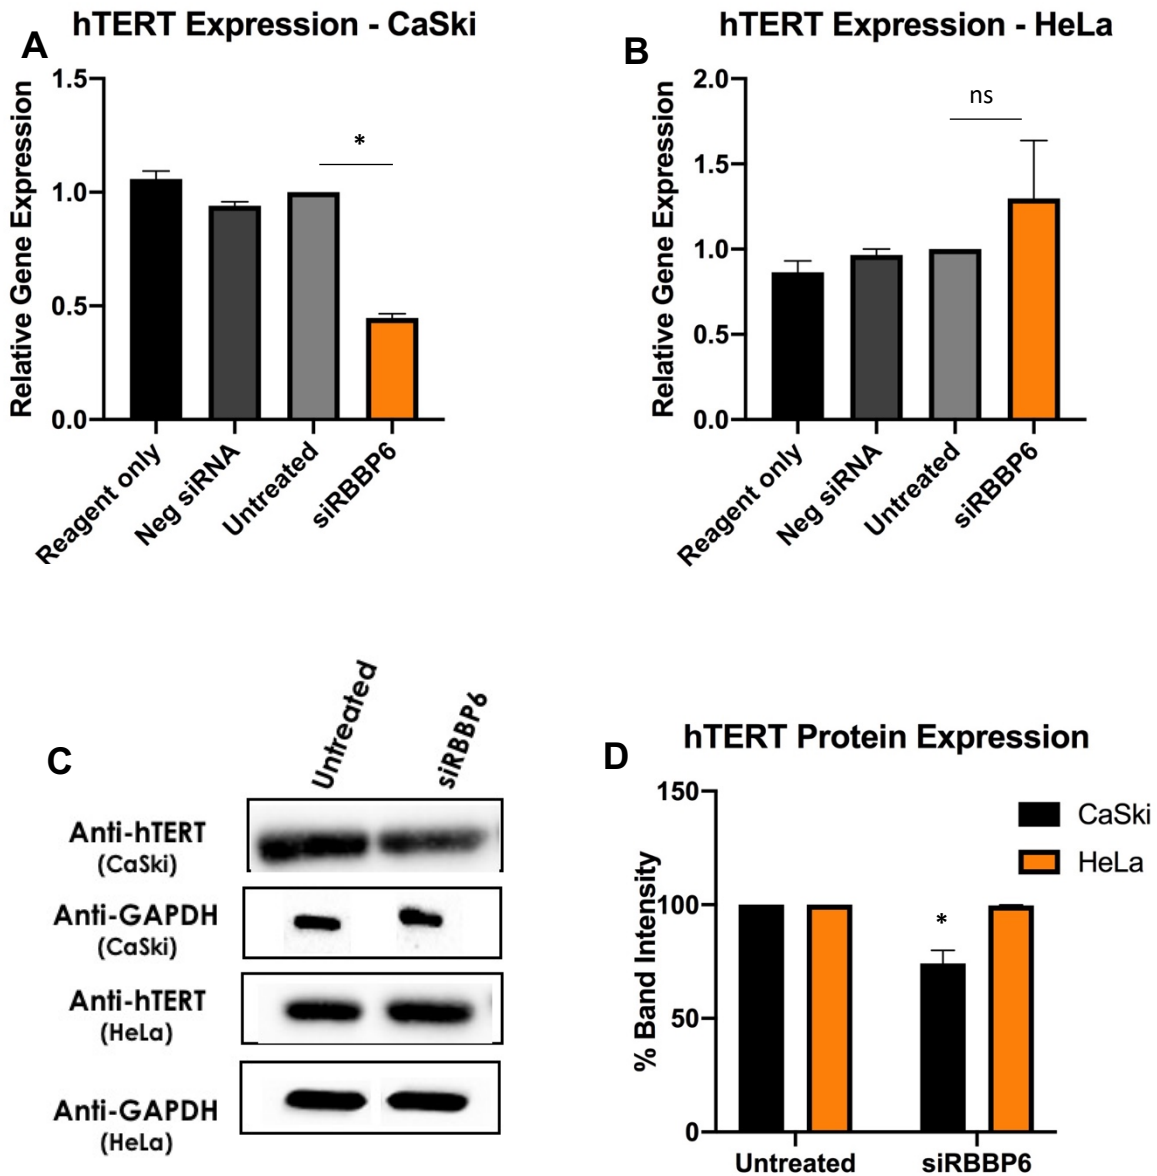 A
hTERT Expression - CaSki
Relative Gene Expression
1.5
1.0
0.5
0.0
*
Reagent only
Neg siRNA
Untreated
siRBBP6
B
hTERT Expression - HeLa
Relative Gene Expression
2.0
1.5
1.0
0.5
0.0
ns
Reagent only
Neg siRNA
Untreated
siRBBP6
C
Untreated
siRBBP6
Anti-hTERT
(CaSki)
Anti-GAPDH
(CaSki)
Anti-hTERT
(HeLa)
Anti-GAPDH
(HeLa)
D
hTERT Protein Expression
% Band Intensity
150
100
50
0
*
CaSki
HeLa
Untreated
siRBBP6